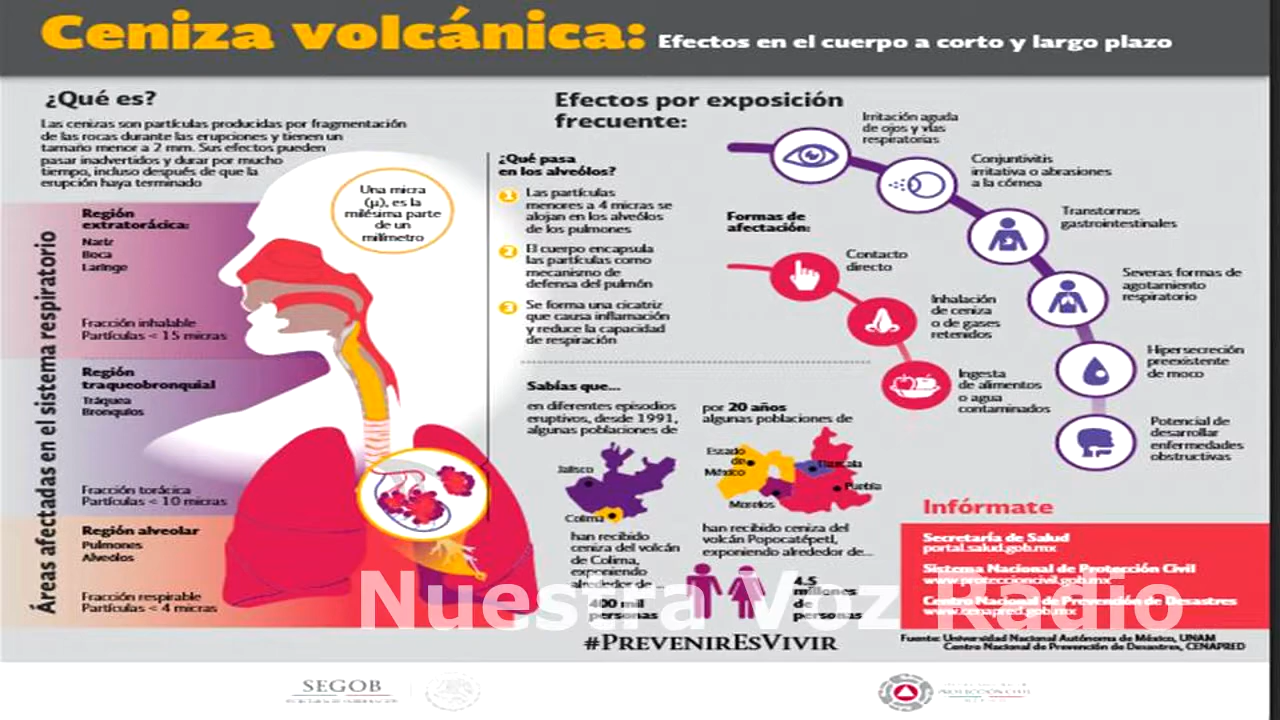 Ceniza volcánica: Efectos en el cuerpo a corto y largo plazo
¿Qué es?
Las cenizas son partículas producidas por fragmentación
de las rocas durante las erupciones y tienen un
tamaño menor a 2 mm. Sus efectos pueden
pasar inadvertidos y durar por mucho
tiempo, incluso después de que la
erupción haya terminado
Áreas afectadas en el sistema respiratorio
Región
extratorácica:
Nariz
Boca
Laringe
Fracción inhalable
Partículas < 15 micras
Región
traqueobronquial
Tráquea
Bronquios
Fracción torácica
Partículas < 10 micras
Región alveolar
Pulmones
Alveólos
Fracción respirable
Partículas < 4 micras
Una micra
(µ), es la
milésima parte
de un
milímetro
Efectos por exposición
frecuente:
¿Qué pasa
en los alveólos?
1 Las partículas
menores a 4 micras se
alojan en los alveólos
de los pulmones
2 El cuerpo encapsula
las partículas como
mecanismo de
defensa del pulmón
3 Se forma una cicatriz
que causa inflamación
y reduce la capacidad
de respiración
Formas de
afectación:
Contacto
directo
Inhalación
de ceniza
o de gases
retenidos
Ingesta
de alimentos
o agua
contaminados
Irritación aguda
de ojos y vías
respiratorias
Conjuntivitis
irritativa o abrasiones
a la córnea
Transtornos
gastrointestinales
Severas formas de
agotamiento
respiratorio
Hipersecreción
preexistente
de moco
Potencial de
desarrollar
enfermedades
obstructivas
Sabías que...
en diferentes episodios
eruptivos, desde 1991,
algunas poblaciones de
Jalisco
Colima
han recibido
ceniza del volcán
de Colima,
exponiendo
alrededor de ...
400 mil
personas
por 20 años
algunas poblaciones de
Estado
de
México
Tlaxcala
Puebla
Morelos
han recibido ceniza del
volcán Popocatépetl,
exponiendo alrededor de...
4.5
millones
de
personas
Infórmate
Secretaría de Salud
portal.salud.gob.mx
Sistema Nacional de Protección Civil
www.proteccioncivil.gob.mx
Centro Nacional de Prevención de Desastres
www.cenapred.gob.mx
Nuestra Voz Radio
#PREVENIRESVIVIR
Fuente: Universidad Nacional Autónoma de México, UNAM
Centro Nacional de Prevención de Desastres, CENAPRED
SEGOB
PROTECCIÓN CIVIL